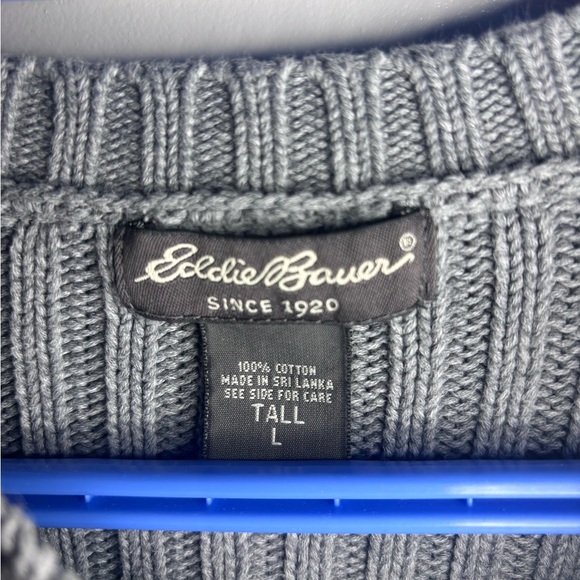 Eddie Bauer®
SINCE 1920
100% COTTON
MADE IN SRI LANKA
SEE SIDE FOR CARE
TALL
L